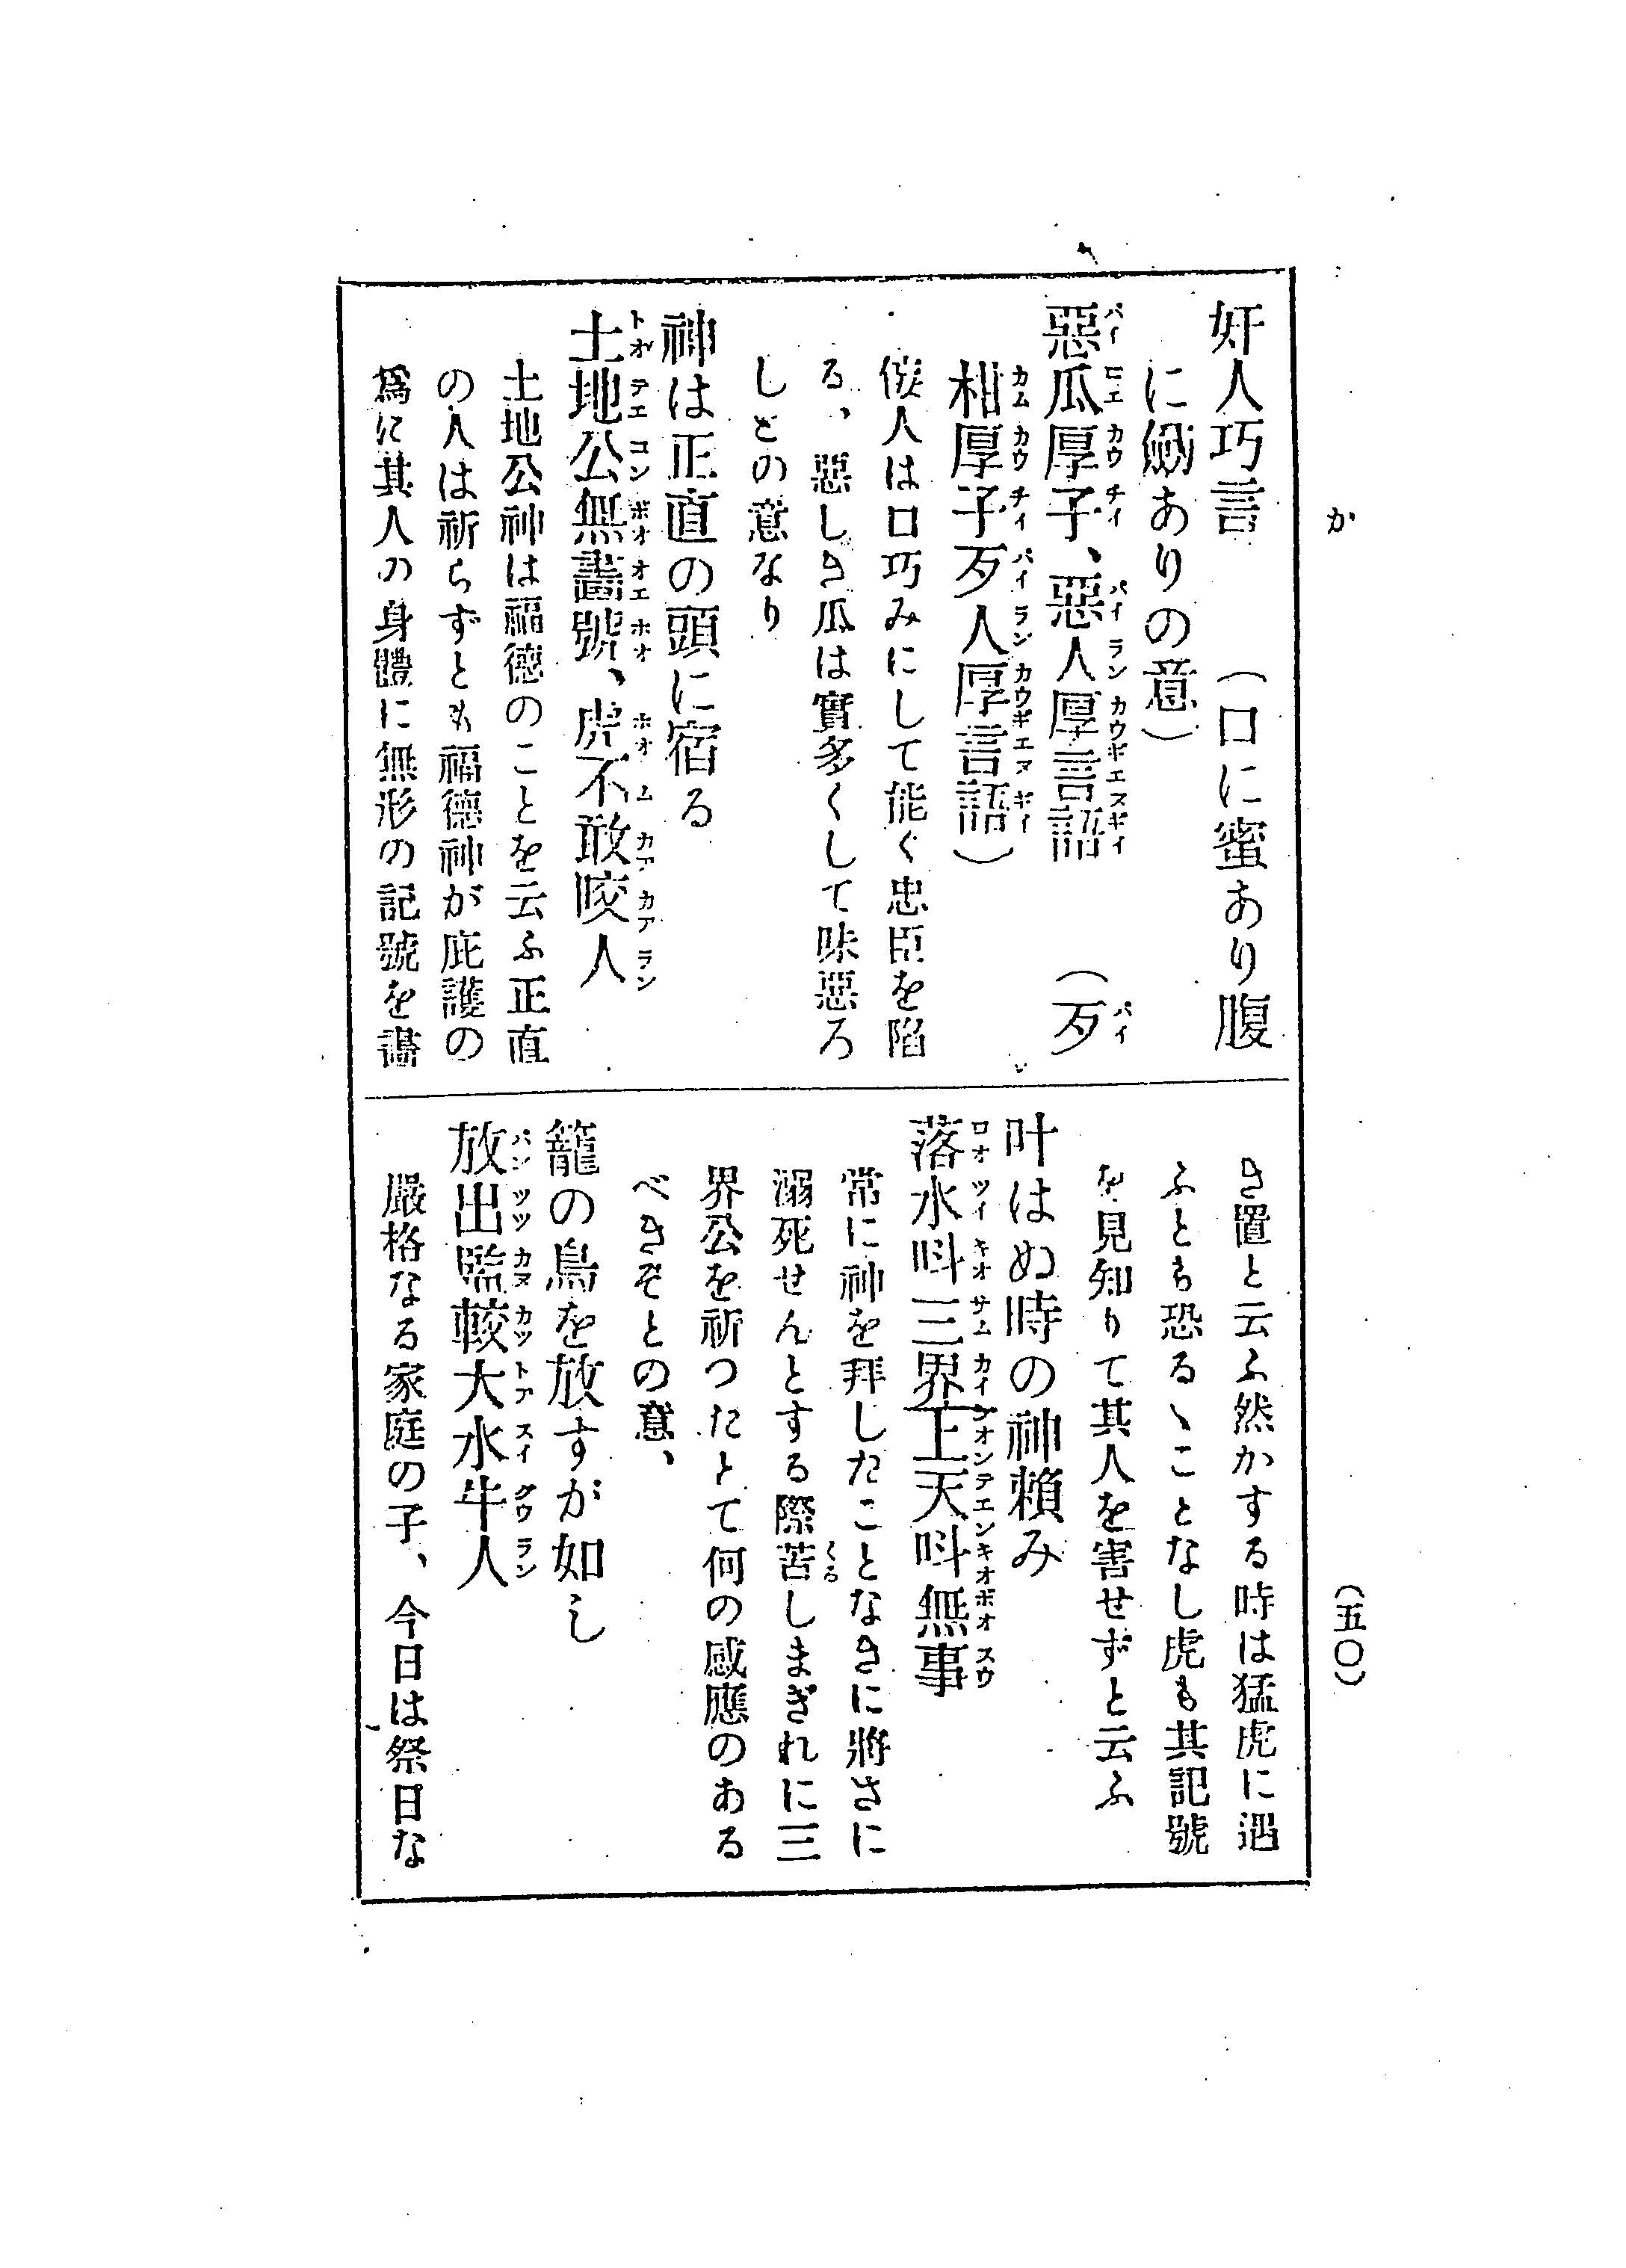 か
(五〇)
奸人巧言　　(口に蜜あり腹
に劒ありの意)
惡瓜厚子、惡人厚言語　　(歹
柑厚子歹人厚言語)
侫人は口巧みにして能く忠臣を陷
る、惡しき瓜は實多くして味惡ろ
しとの意なり
神は正直の頭に宿る
土地公無畵號、虎不敢咬人
土地公神は福德のことを云ふ正直
の人は祈らずとも福德神が庇護の
爲に其人の身體に無形の記號を畵
き置と云ふ然かする時は猛虎に遇
ふとも恐るゝことなし虎も其記號
を見知りて其人を害せずと云ふ
叶はぬ時の神賴み
落水呌三界上天呌無事
常に神を拜したことなきに將さに
溺死せんとする際苦しまぎれに三
界公を祈つたとて何の感應のある
べきぞとの意、
籠の鳥を放すが如し
放出監較大水牛人
嚴格なる家庭の子、今日は祭日な